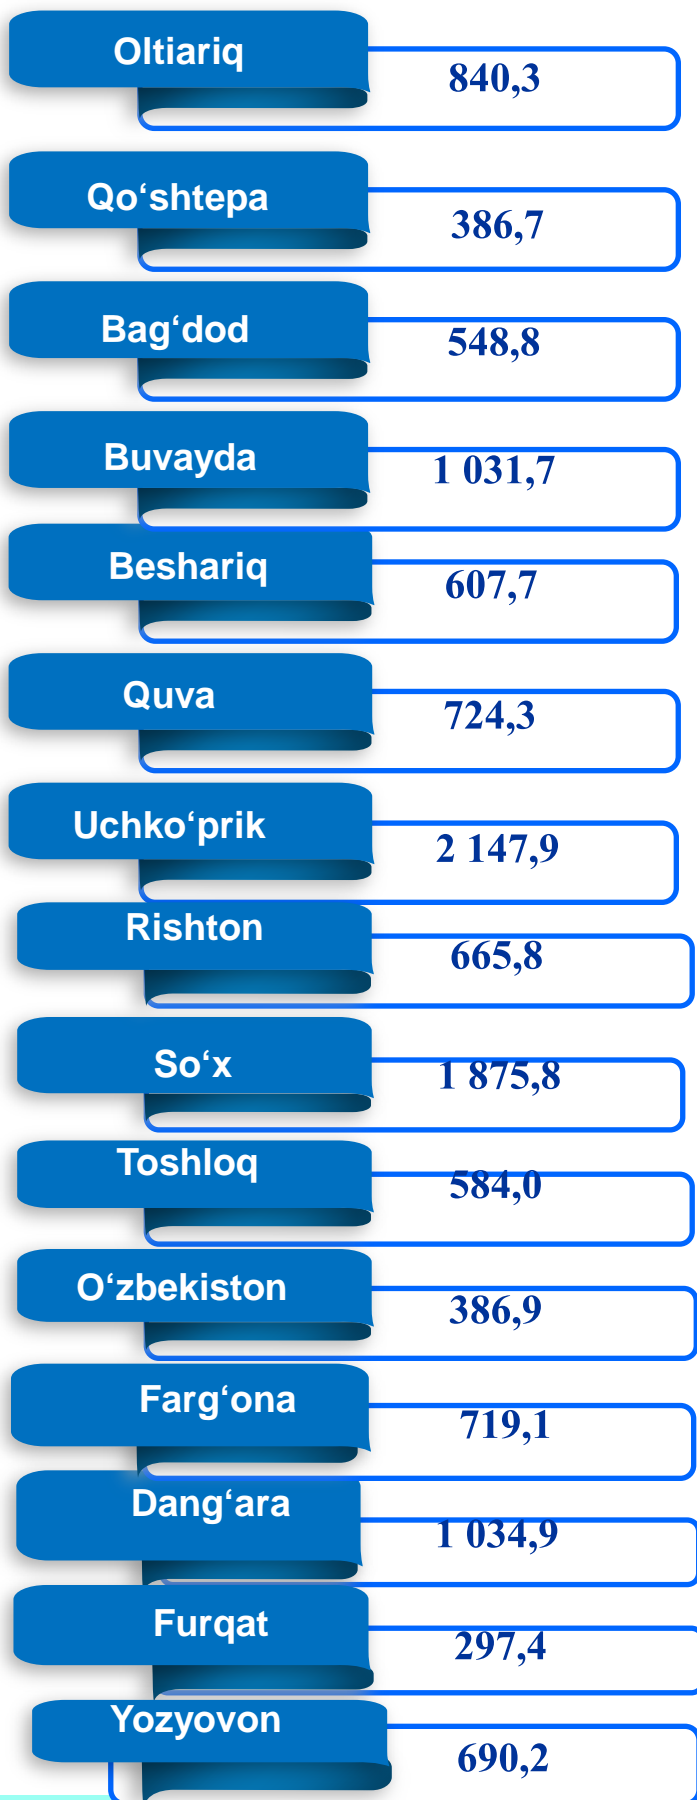 Oltiariq
840,3
Qo‘shtepa
386,7
Bag‘dod
548,8
Buvayda
1 031,7
Beshariq
607,7
Quva
724,3
Uchko‘prik
2 147,9
Rishton
665,8
So‘x
1 875,8
Toshloq
584,0
O‘zbekiston
386,9
Farg‘ona
719,1
Dang‘ara
1 034,9
Furqat
297,4
Yozyovon
690,2